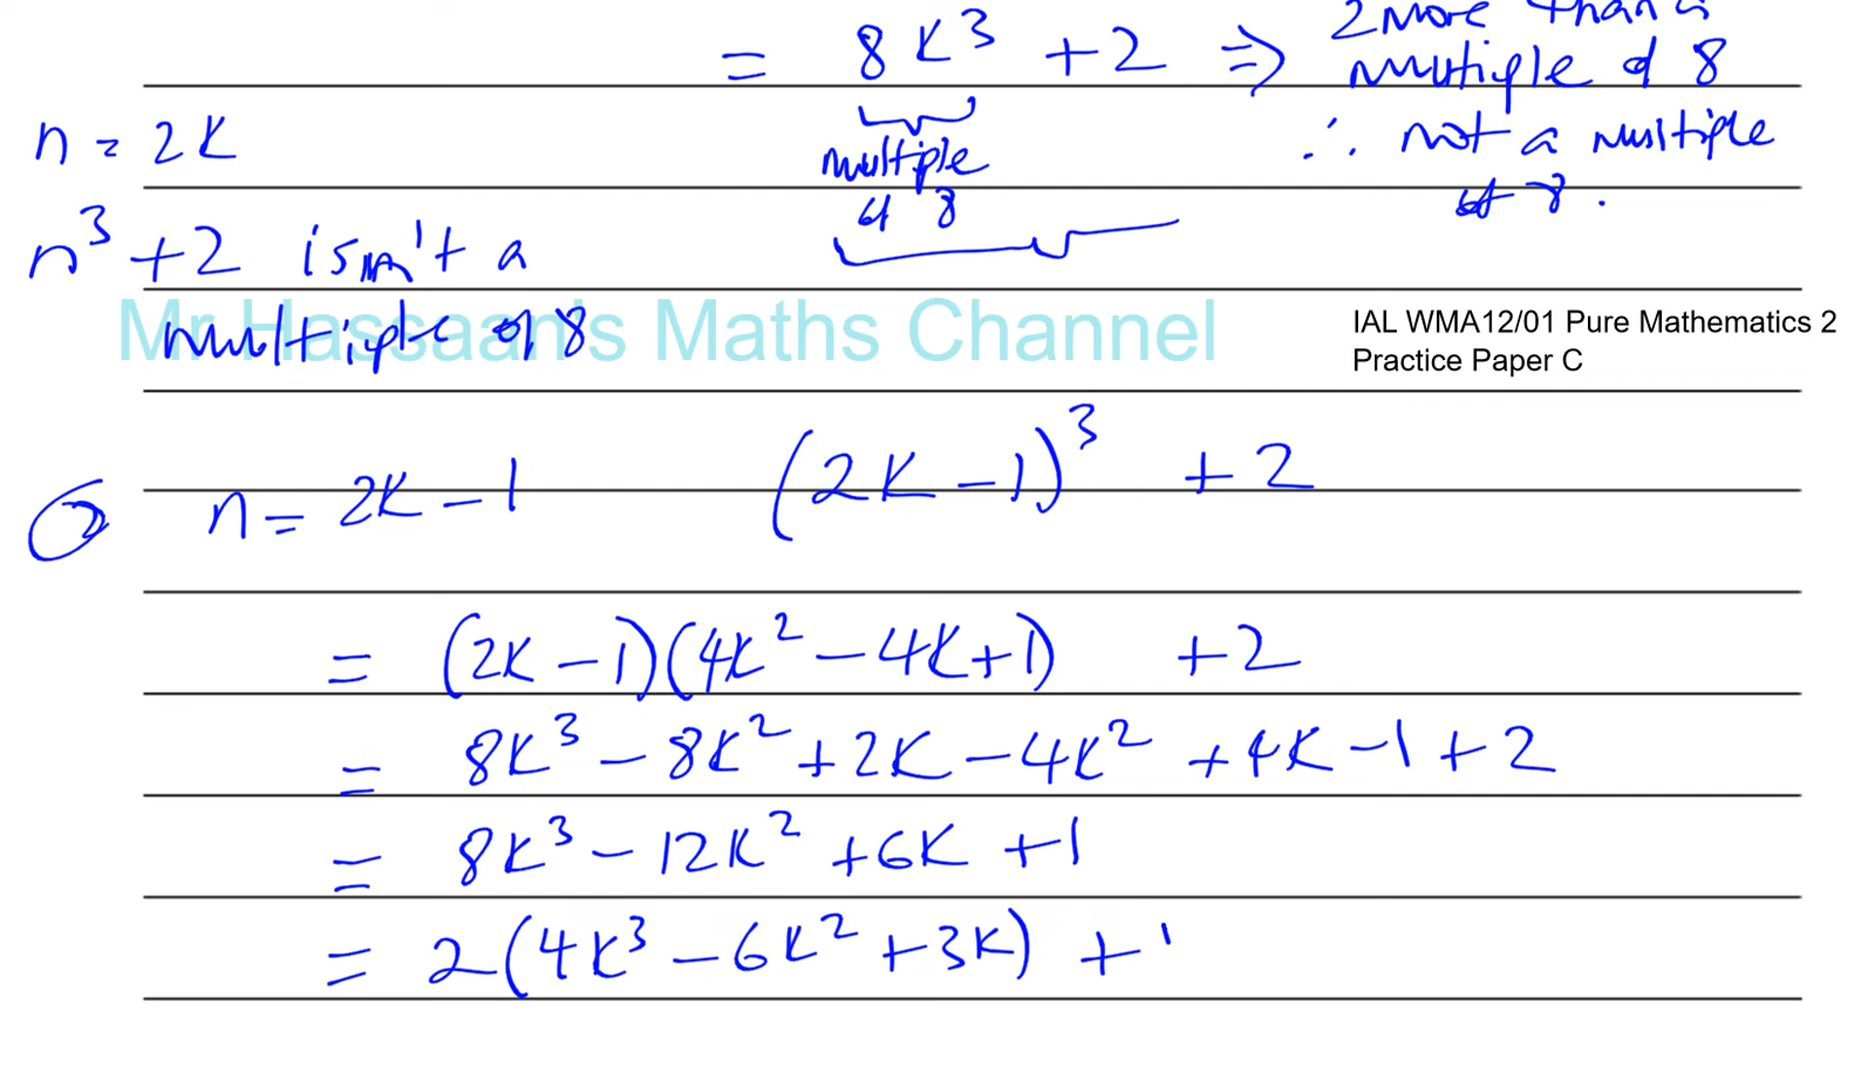 = 8k³ + 2 ⇒ 2 more than a
multiple of 8
∴ not a multiple
of 8.
multiple
of 8
n = 2k
n³ + 2 isn't a
multiple of 8
Mr Hassaan's Maths Channel
IAL WMA12/01 Pure Mathematics 2
Practice Paper C
② n = 2k - 1 (2k - 1)³ + 2
= (2k - 1)(4k² - 4k + 1) + 2
= 8k³ - 8k² + 2k - 4k² + 4k - 1 + 2
= 8k³ - 12k² + 6k + 1
= 2(4k³ - 6k² + 3k) + 1